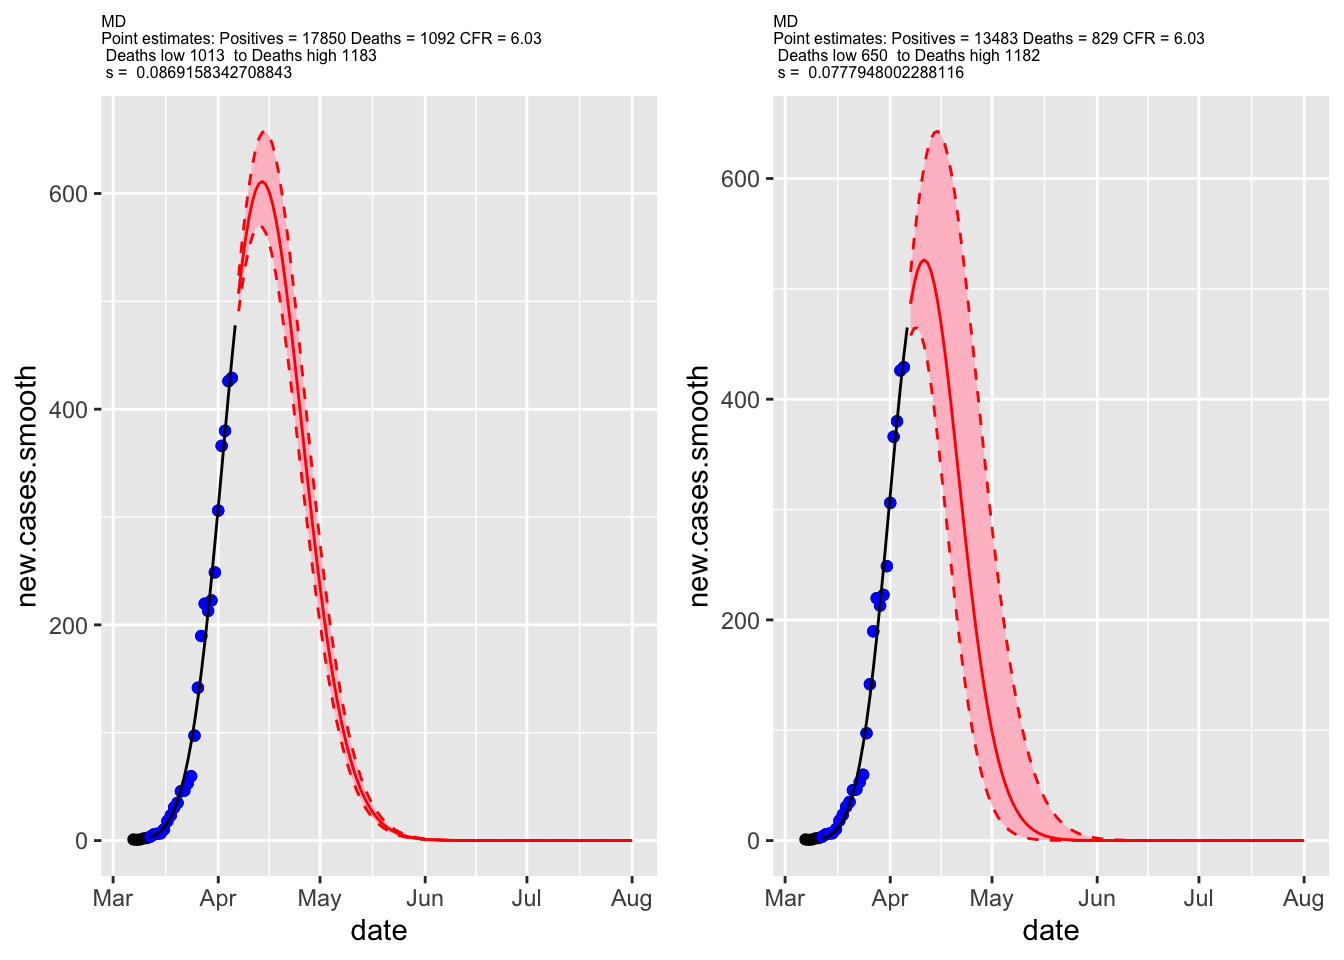 MD
Point estimates: Positives = 17850 Deaths = 1092 CFR = 6.03
Deaths low 1013  to Deaths high 1183
s =  0.0869158342708843
600
400
200
0
new.cases.smooth
Mar Apr May Jun Jul Aug
date
MD
Point estimates: Positives = 13483 Deaths = 829 CFR = 6.03
Deaths low 650  to Deaths high 1182
s =  0.0777948002288116
600
400
200
0
new.cases.smooth
Mar Apr May Jun Jul Aug
date